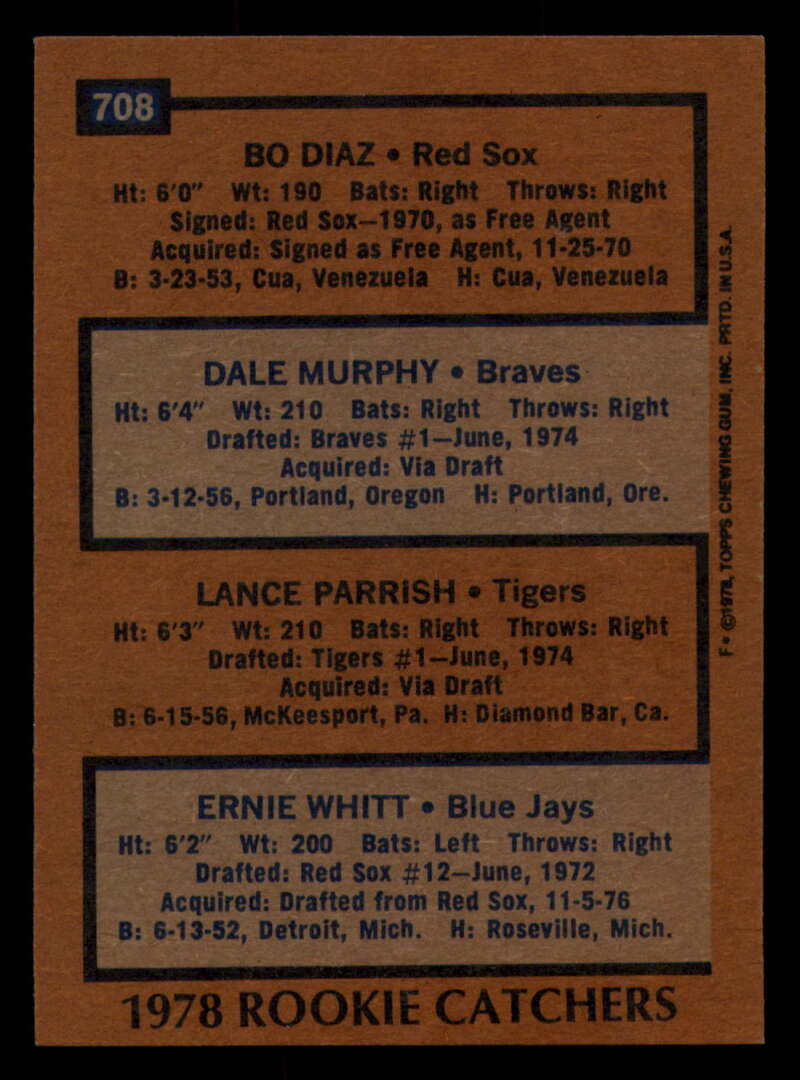 708
BO DIAZ • Red Sox
Ht: 6'0" Wt: 190 Bats: Right Throws: Right
Signed: Red Sox—1970, as Free Agent
Acquired: Signed as Free Agent, 11-25-70
B: 3-23-53, Cua, Venezuela H: Cua, Venezuela
DALE MURPHY • Braves
Ht: 6'4" Wt: 210 Bats: Right Throws: Right
Drafted: Braves #1—June, 1974
Acquired: Via Draft
B: 3-12-56, Portland, Oregon H: Portland, Ore.
LANCE PARRISH • Tigers
Ht: 6'3" Wt: 210 Bats: Right Throws: Right
Drafted: Tigers #1—June, 1974
Acquired: Via Draft
B: 6-15-56, McKeesport, Pa. H: Diamond Bar, Ca.
ERNIE WHITT • Blue Jays
Ht: 6'2" Wt: 200 Bats: Left Throws: Right
Drafted: Red Sox #12—June, 1972
Acquired: Drafted from Red Sox, 11-5-76
B: 6-13-52, Detroit, Mich. H: Roseville, Mich.
1978 ROOKIE CATCHERS
F • ©1978, TOPPS CHEWING GUM, INC. PRTD. IN U.S.A.